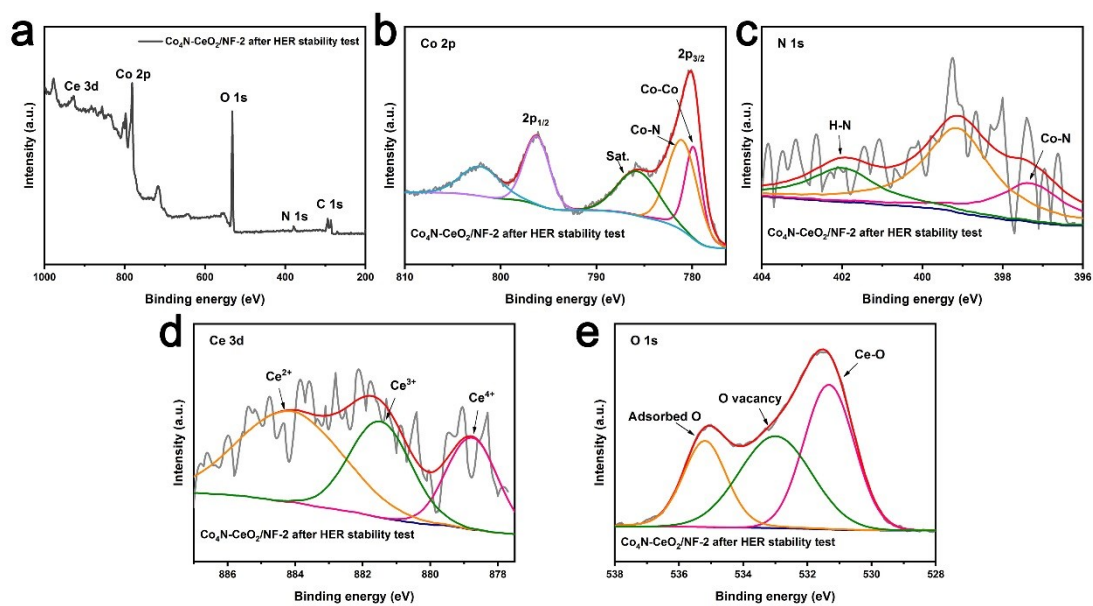 a
Co₄N-CeO₂/NF-2 after HER stability test
Ce 3d
Co 2p
O 1s
N 1s
C 1s
Intensity (a.u.)
1000 800 600 400 200
Binding energy (eV)
b
Co 2p
2p₃/₂
Co-Co
2p₁/₂
Co-N
Sat.
Co₄N-CeO₂/NF-2 after HER stability test
Intensity (a.u.)
810 800 790 780
Binding energy (eV)
c
N 1s
H-N
Co-N
Co₄N-CeO₂/NF-2 after HER stability test
Intensity (a.u.)
404 402 400 398 396
Binding energy (eV)
d
Ce 3d
Ce²⁺
Ce³⁺
Ce⁴⁺
Co₄N-CeO₂/NF-2 after HER stability test
Intensity (a.u.)
886 884 882 880 878
Binding energy (eV)
e
O 1s
Ce-O
O vacancy
Adsorbed O
Co₄N-CeO₂/NF-2 after HER stability test
Intensity (a.u.)
538 535 533 530 528
Binding energy (eV)